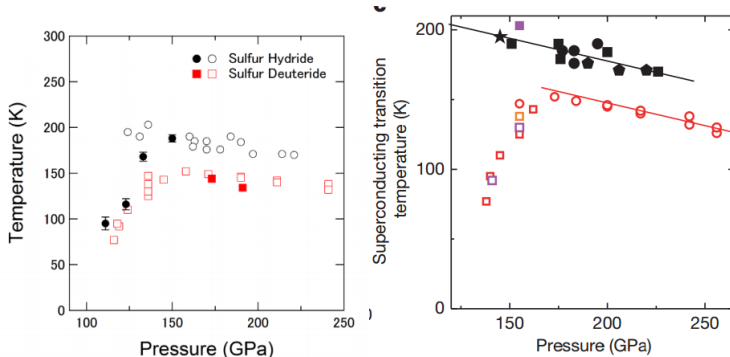 300
250
200
150
100
50
0
Temperature (K)
Sulfur Hydride
Sulfur Deuteride
100
150
200
250
Pressure (GPa)
200
100
0
Superconducting transition
temperature (K)
150
200
250
Pressure (GPa)